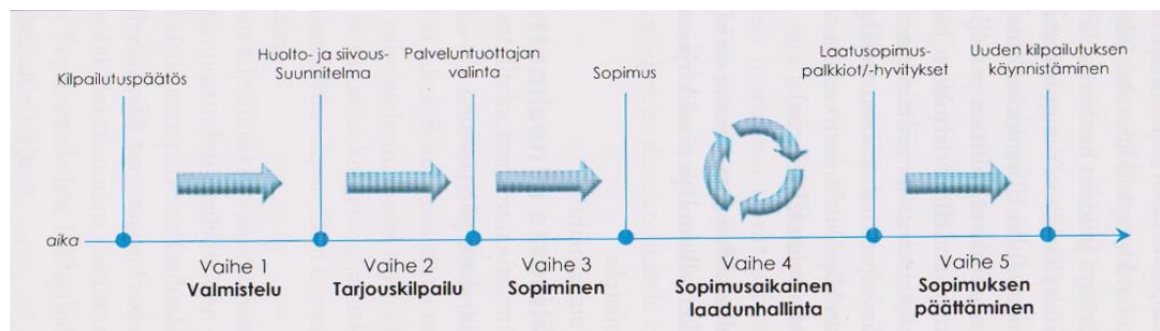 Kilpailutuspäätös
Huolto- ja siivous-
Suunnitelma
Palveluntuottajan
valinta
Sopimus
Laatusopimus-
palkkiot/-hyvitykset
Uuden kilpailutuksen
käynnistäminen
aika
Vaihe 1
Valmistelu
Vaihe 2
Tarjouskilpailu
Vaihe 3
Sopiminen
Vaihe 4
Sopimusaikainen
laadunhallinta
Vaihe 5
Sopimuksen
päättäminen